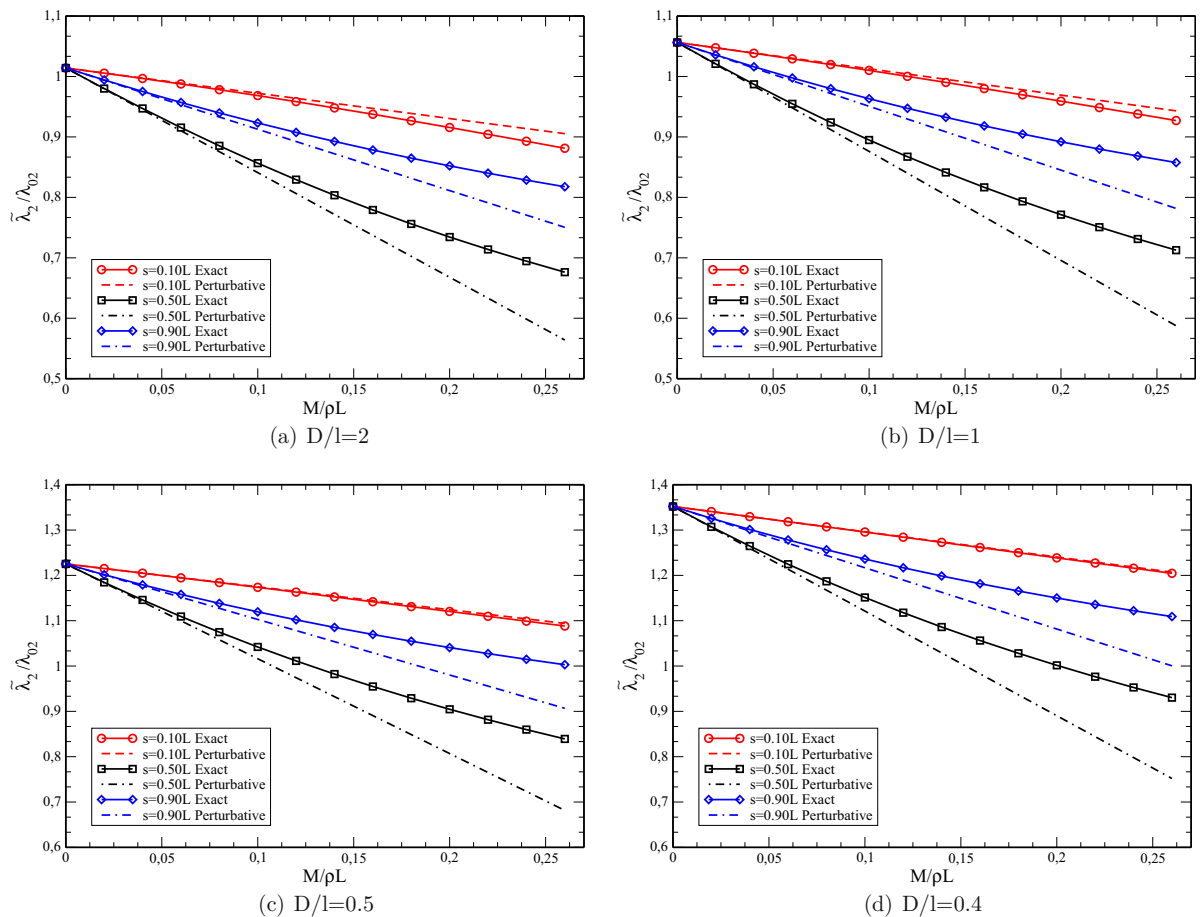 1,1
1
0,9
0,8
0,7
0,6
0,5
λ̃₂/λ₀₂
s=0.10L Exact
s=0.10L Perturbative
s=0.50L Exact
s=0.50L Perturbative
s=0.90L Exact
s=0.90L Perturbative
0 0,05 0,1 0,15 0,2 0,25
M/ρL
(a) D/l=2
1,1
1
0,9
0,8
0,7
0,6
0,5
λ̃₂/λ₀₂
s=0.10L Exact
s=0.10L Perturbative
s=0.50L Exact
s=0.50L Perturbative
s=0.90L Exact
s=0.90L Perturbative
0 0,05 0,1 0,15 0,2 0,25
M/ρL
(b) D/l=1
1,4
1,3
1,2
1,1
1
0,9
0,8
0,7
0,6
λ̃₂/λ₀₂
s=0.10L Exact
s=0.10L Perturbative
s=0.50L Exact
s=0.50L Perturbative
s=0.90L Exact
s=0.90L Perturbative
0 0,05 0,1 0,15 0,2 0,25
M/ρL
(c) D/l=0.5
1,4
1,3
1,2
1,1
1
0,9
0,8
0,7
0,6
λ̃₂/λ₀₂
s=0.10L Exact
s=0.10L Perturbative
s=0.50L Exact
s=0.50L Perturbative
s=0.90L Exact
s=0.90L Perturbative
0 0,05 0,1 0,15 0,2 0,25
M/ρL
(d) D/l=0.4